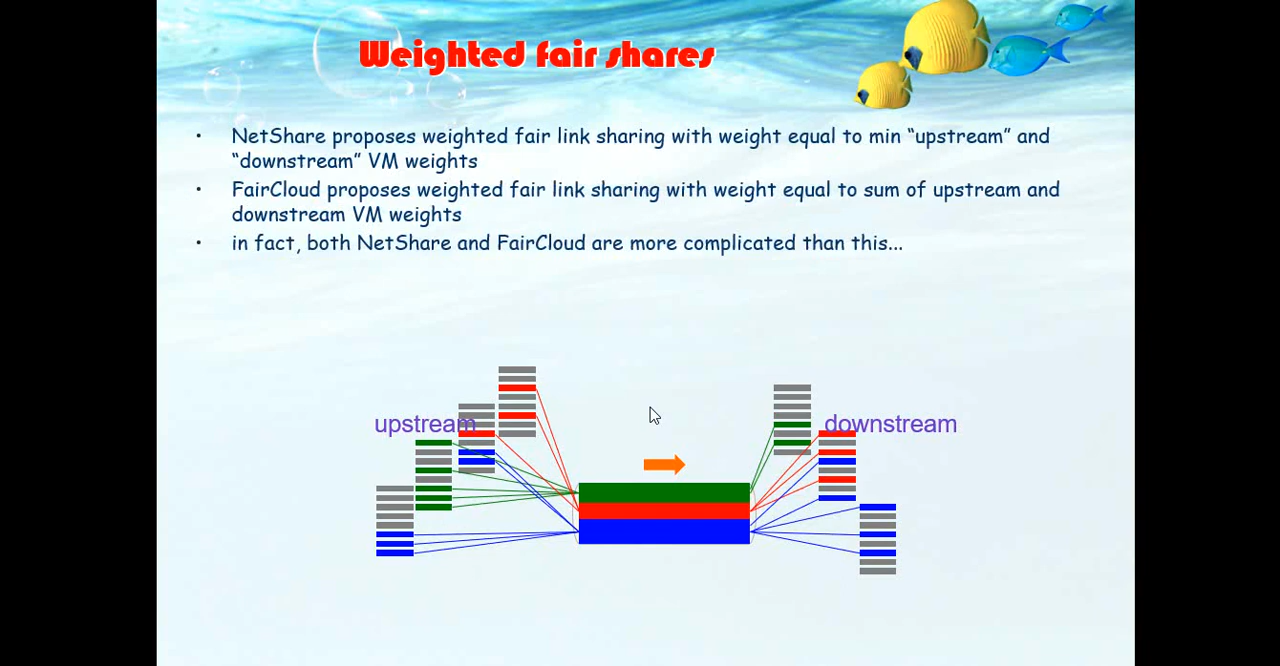 Weighted fair shares
• NetShare proposes weighted fair link sharing with weight equal to min “upstream” and
“downstream” VM weights
• FairCloud proposes weighted fair link sharing with weight equal to sum of upstream and
downstream VM weights
• in fact, both NetShare and FairCloud are more complicated than this...
upstream
downstream